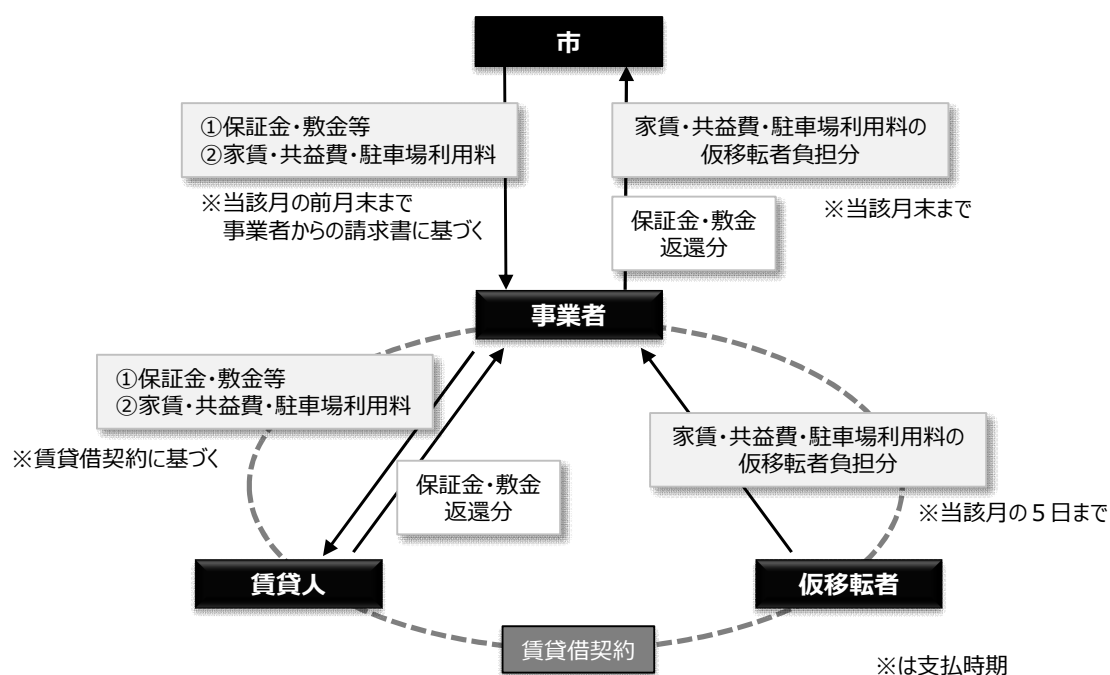 市
①保証金・敷金等
②家賃・共益費・駐車場利用料
※当該月の前月末まで
事業者からの請求書に基づく
家賃・共益費・駐車場利用料の
仮移転者負担分
※当該月末まで
保証金・敷金
返還分
事業者
①保証金・敷金等
②家賃・共益費・駐車場利用料
※賃貸借契約に基づく
保証金・敷金
返還分
家賃・共益費・駐車場利用料の
仮移転者負担分
※当該月の５日まで
賃貸人
仮移転者
賃貸借契約
※は支払時期